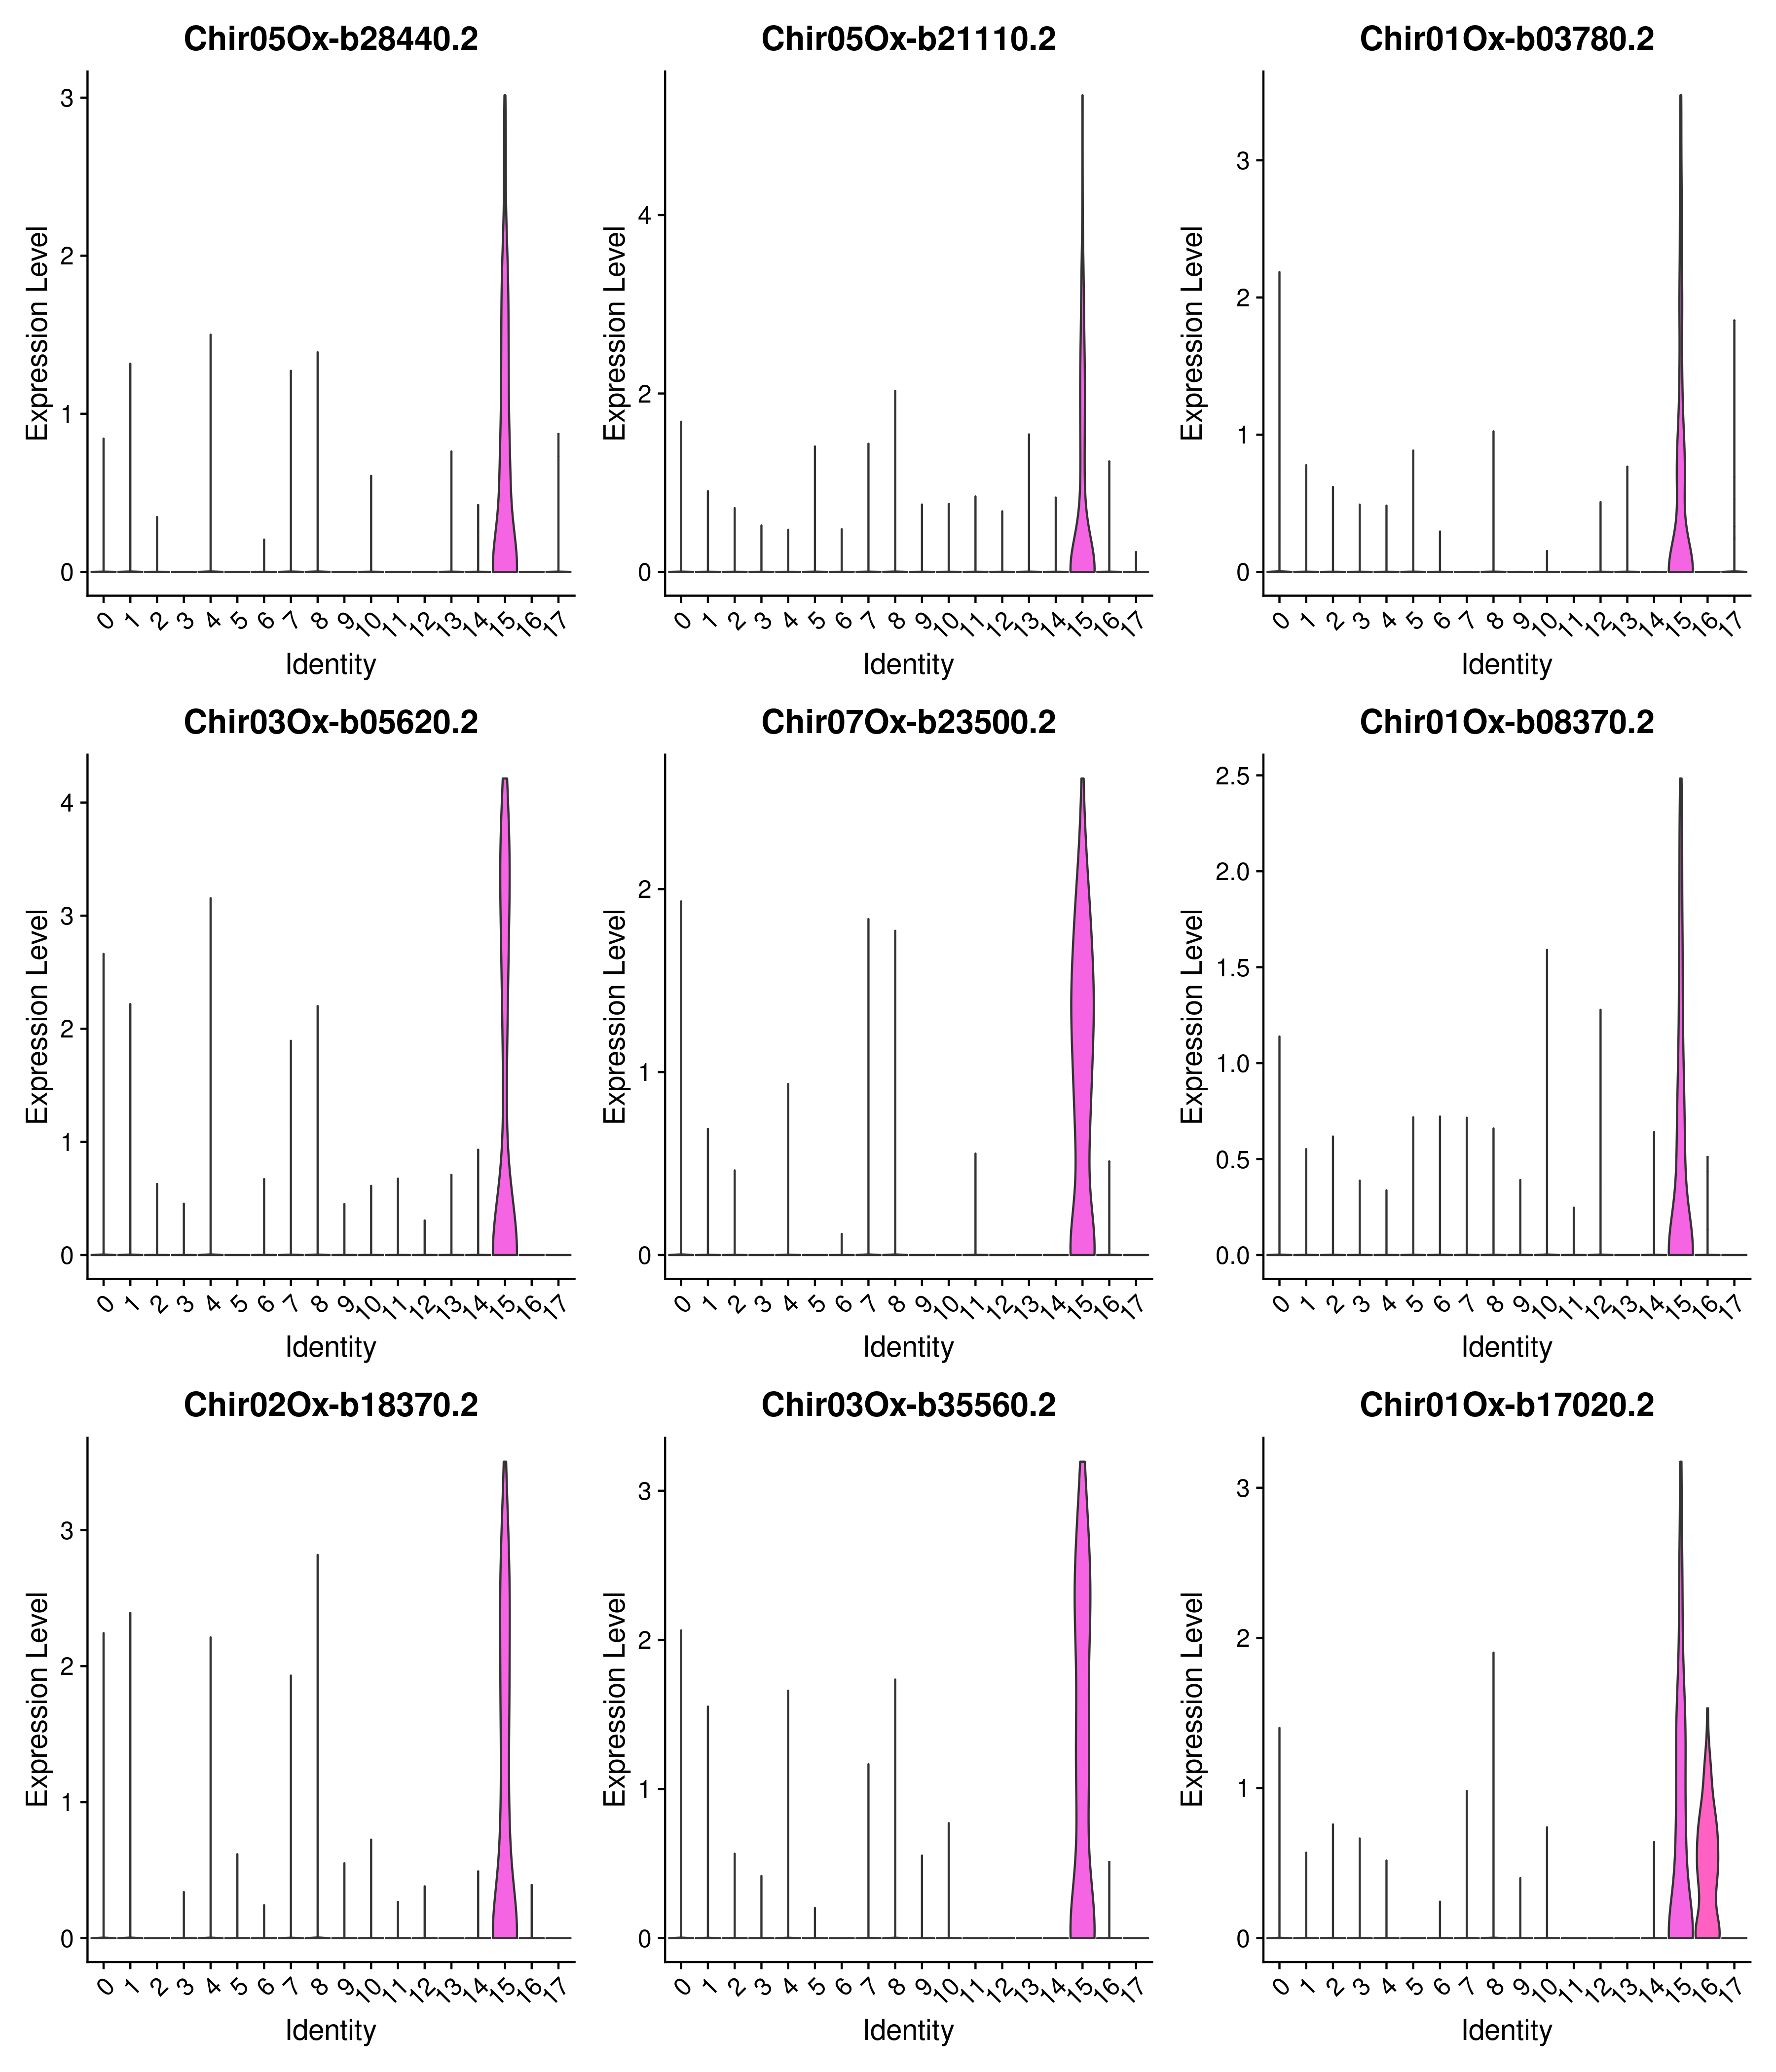 Chir05Ox-b28440.2
Expression Level
3
2
1
0
0 1 2 3 4 5 6 7 8 9 10 11 12 13 14 15 16 17
Identity
Chir05Ox-b21110.2
Expression Level
4
2
0
0 1 2 3 4 5 6 7 8 9 10 11 12 13 14 15 16 17
Identity
Chir01Ox-b03780.2
Expression Level
3
2
1
0
0 1 2 3 4 5 6 7 8 9 10 11 12 13 14 15 16 17
Identity
Chir03Ox-b05620.2
Expression Level
4
3
2
1
0
0 1 2 3 4 5 6 7 8 9 10 11 12 13 14 15 16 17
Identity
Chir07Ox-b23500.2
Expression Level
2
1
0
0 1 2 3 4 5 6 7 8 9 10 11 12 13 14 15 16 17
Identity
Chir01Ox-b08370.2
Expression Level
2.5
2.0
1.5
1.0
0.5
0.0
0 1 2 3 4 5 6 7 8 9 10 11 12 13 14 15 16 17
Identity
Chir02Ox-b18370.2
Expression Level
3
2
1
0
0 1 2 3 4 5 6 7 8 9 10 11 12 13 14 15 16 17
Identity
Chir03Ox-b35560.2
Expression Level
3
2
1
0
0 1 2 3 4 5 6 7 8 9 10 11 12 13 14 15 16 17
Identity
Chir01Ox-b17020.2
Expression Level
3
2
1
0
0 1 2 3 4 5 6 7 8 9 10 11 12 13 14 15 16 17
Identity